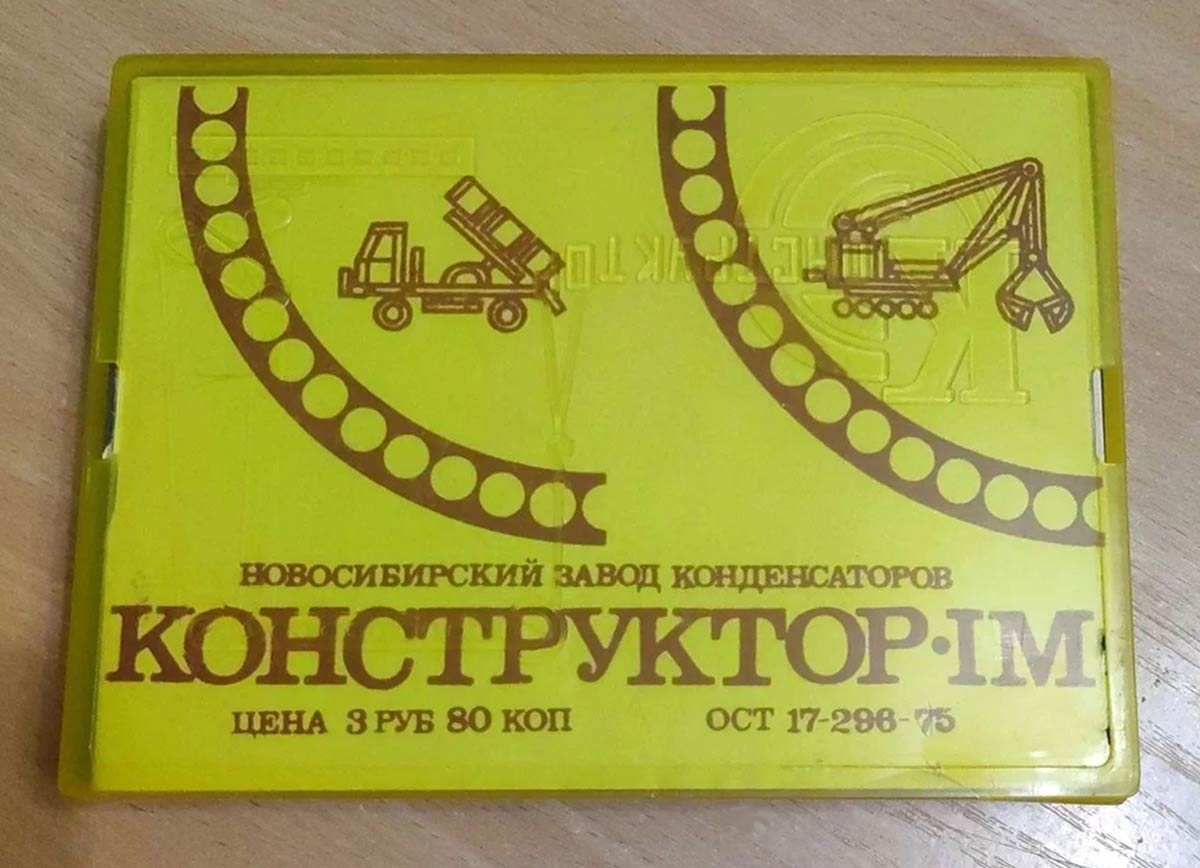 НОВОСИБИРСКИЙ ЗАВОД КОНДЕНСАТОРОВ
КОНСТРУКТОР·1М
ЦЕНА 3 РУБ 80 КОП ОСТ 17-296-75